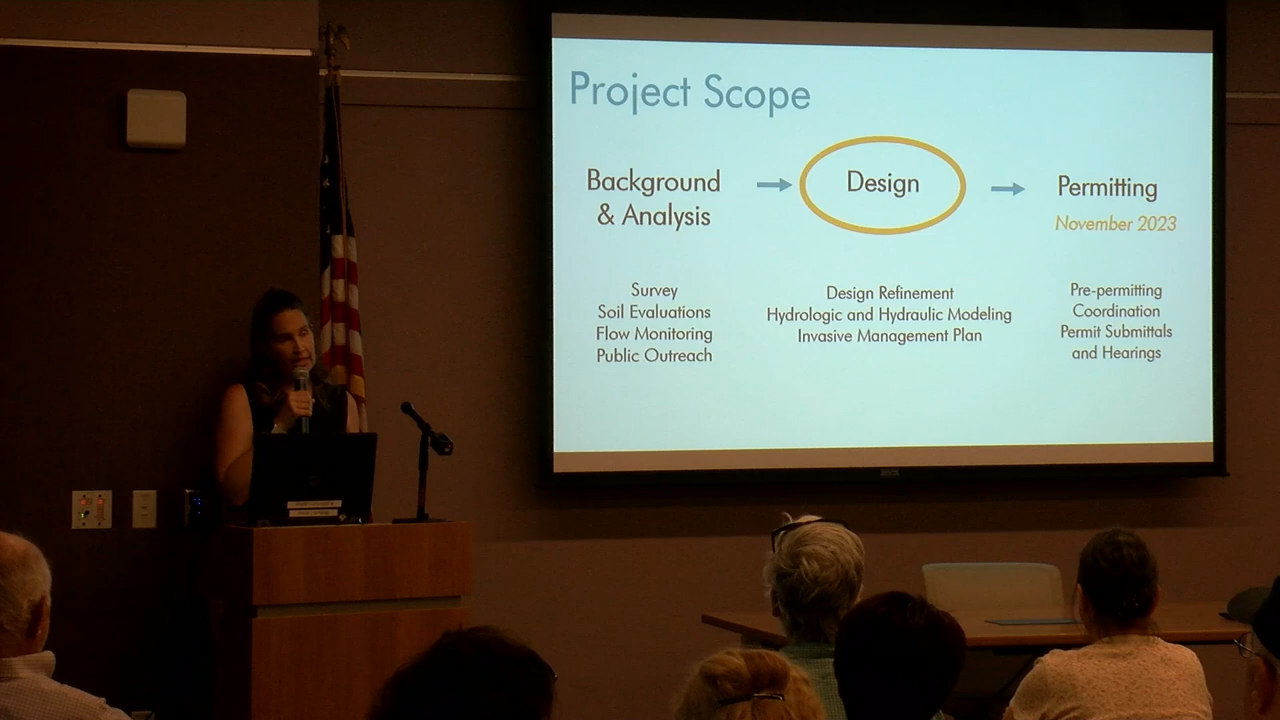 Project Scope
Background
& Analysis
Design
Permitting
November 2023
Survey
Soil Evaluations
Flow Monitoring
Public Outreach
Design Refinement
Hydrologic and Hydraulic Modeling
Invasive Management Plan
Pre-permitting
Coordination
Permit Submittals
and Hearings